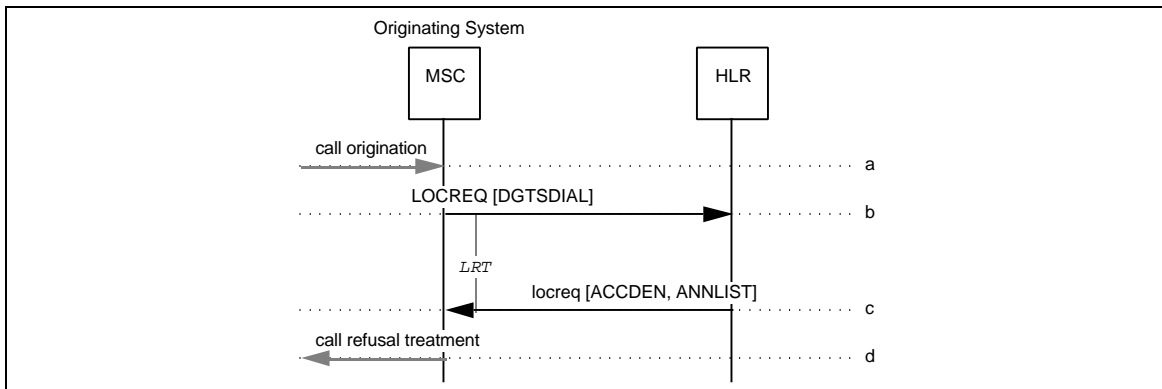 Originating System
MSC
HLR
call origination
a
LOCREQ [DGTSDIAL]
b
LRT
locreq [ACCDEN, ANNLIST]
c
call refusal treatment
d